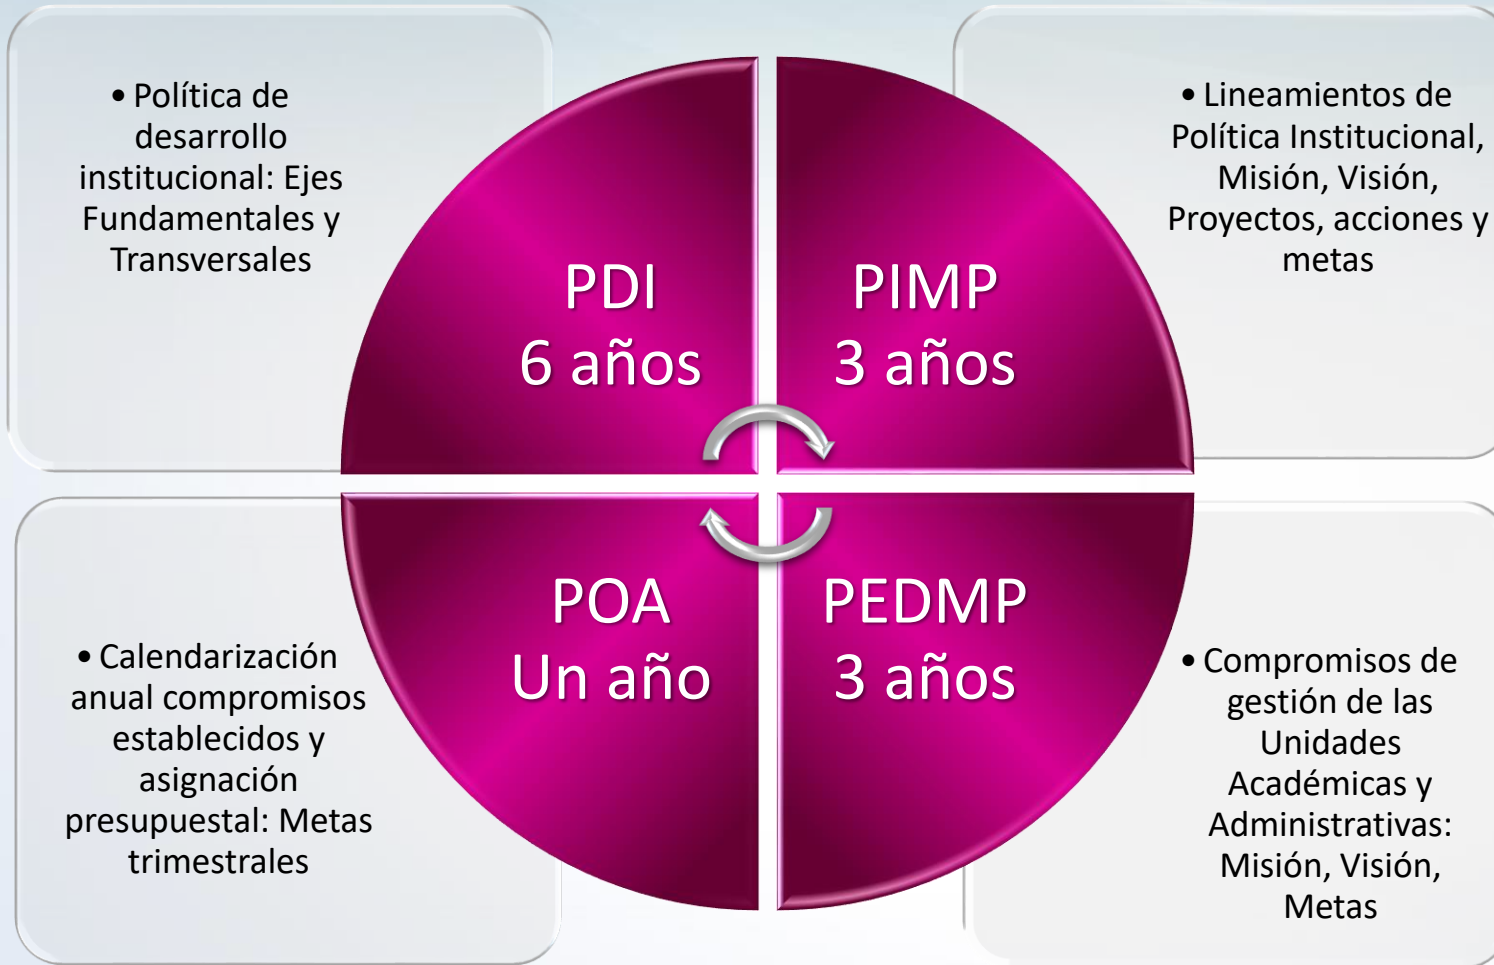 • Política de
desarrollo
institucional: Ejes
Fundamentales y
Transversales
PDI
6 años
PIMP
3 años
• Lineamientos de
Política Institucional,
Misión, Visión,
Proyectos, acciones y
metas
• Calendarización
anual compromisos
establecidos y
asignación
presupuestal: Metas
trimestrales
POA
Un año
PEDMP
3 años
• Compromisos de
gestión de las
Unidades
Académicas y
Administrativas:
Misión, Visión,
Metas